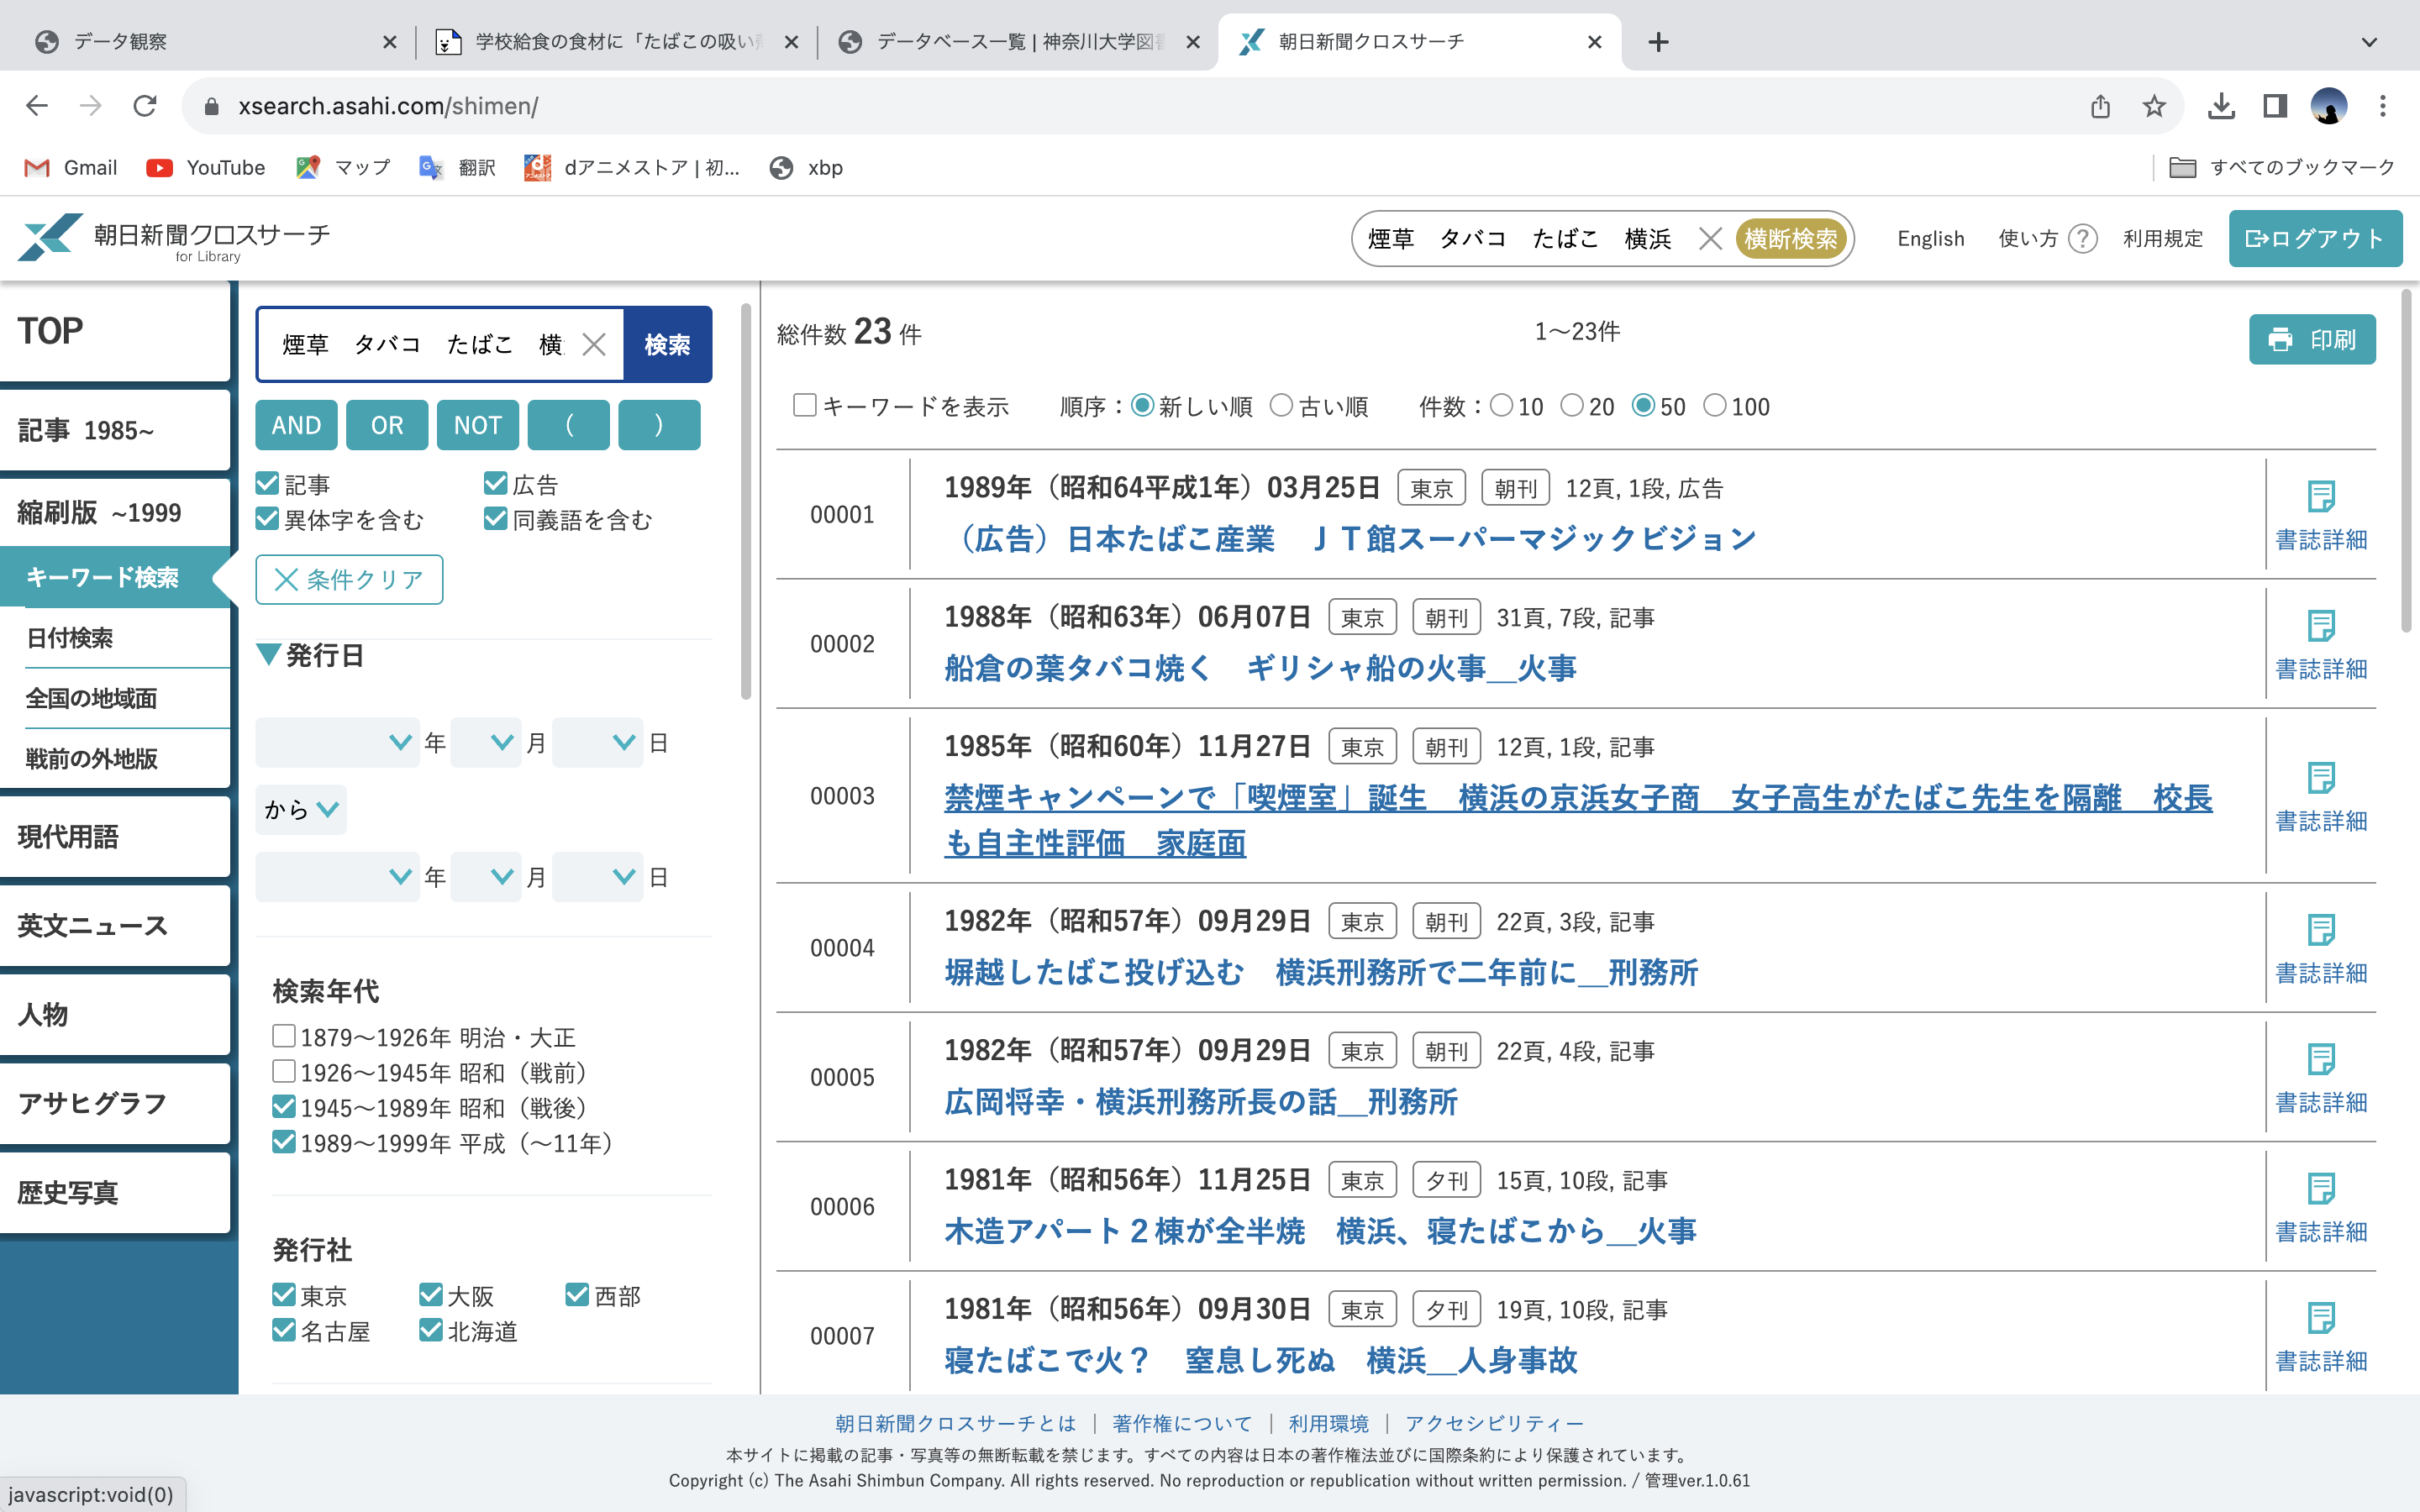 データ観察
学校給食の食材に「たばこの吸い
データベース一覧 | 神奈川大学図
朝日新聞クロスサーチ
xsearch.asahi.com/shimen/
Gmail
YouTube
マップ
翻訳
dアニメストア | 初...
xbp
すべてのブックマーク
朝日新聞クロスサーチ
for Library
煙草　タバコ　たばこ　横浜
横断検索
English
使い方 ?
利用規定
ログアウト
TOP
記事 1985~
縮刷版 ~1999
キーワード検索
日付検索
全国の地域面
戦前の外地版
現代用語
英文ニュース
人物
アサヒグラフ
歴史写真
煙草　タバコ　たばこ　横
検索
AND OR NOT ( )
記事 広告
異体字を含む 同義語を含む
条件クリア
▼発行日
年 月 日
から
年 月 日
検索年代
1879～1926年 明治・大正
1926～1945年 昭和（戦前）
1945～1989年 昭和（戦後）
1989～1999年 平成（～11年）
発行社
東京 大阪 西部
名古屋 北海道
総件数 23 件
1～23件
印刷
キーワードを表示 順序： 新しい順 古い順 件数： 10 20 50 100
00001
1989年（昭和64平成1年）03月25日 東京 朝刊 12頁, 1段, 広告
（広告）日本たばこ産業　ＪＴ館スーパーマジックビジョン
書誌詳細
00002
1988年（昭和63年）06月07日 東京 朝刊 31頁, 7段, 記事
船倉の葉タバコ焼く　ギリシャ船の火事__火事
書誌詳細
00003
1985年（昭和60年）11月27日 東京 朝刊 12頁, 1段, 記事
禁煙キャンペーンで「喫煙室」誕生　横浜の京浜女子商　女子高生がたばこ先生を隔離　校長
も自主性評価　家庭面
書誌詳細
00004
1982年（昭和57年）09月29日 東京 朝刊 22頁, 3段, 記事
塀越したばこ投げ込む　横浜刑務所で二年前に__刑務所
書誌詳細
00005
1982年（昭和57年）09月29日 東京 朝刊 22頁, 4段, 記事
広岡将幸・横浜刑務所長の話__刑務所
書誌詳細
00006
1981年（昭和56年）11月25日 東京 夕刊 15頁, 10段, 記事
木造アパート２棟が全半焼　横浜、寝たばこから__火事
書誌詳細
00007
1981年（昭和56年）09月30日 東京 夕刊 19頁, 10段, 記事
寝たばこで火？　窒息し死ぬ　横浜__人身事故
書誌詳細
朝日新聞クロスサーチとは | 著作権について | 利用環境 | アクセシビリティー
本サイトに掲載の記事・写真等の無断転載を禁じます。すべての内容は日本の著作権法並びに国際条約により保護されています。
Copyright (c) The Asahi Shimbun Company. All rights reserved. No reproduction or republication without written permission. / 管理ver.1.0.61
javascript:void(0)